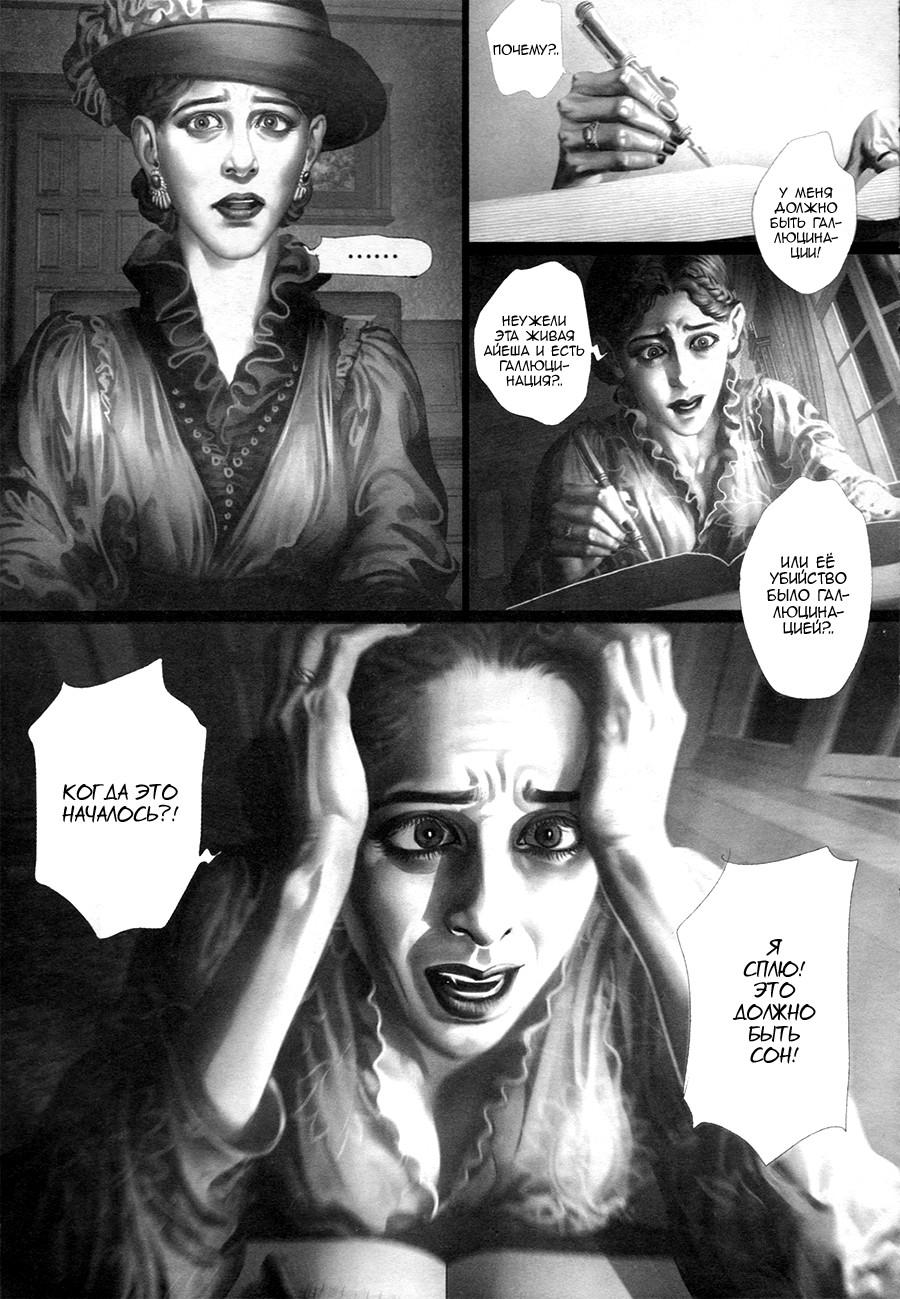 ......
ПОЧЕМУ?..
У МЕНЯ
ДОЛЖНО
БЫТЬ ГАЛ-
ЛЮЦИНА-
ЦИИ!
НЕУЖЕЛИ
ЭТА ЖИВАЯ
АЙЕША И ЕСТЬ
ГАЛЛЮЦИ-
НАЦИЯ?..
ИЛИ ЕЁ
УБИЙСТВО
БЫЛО ГАЛ-
ЛЮЦИНА-
ЦИЕЙ?..
КОГДА ЭТО
НАЧАЛОСЬ?!
Я
СПЛЮ!
ЭТО
ДОЛЖНО
БЫТЬ
СОН!